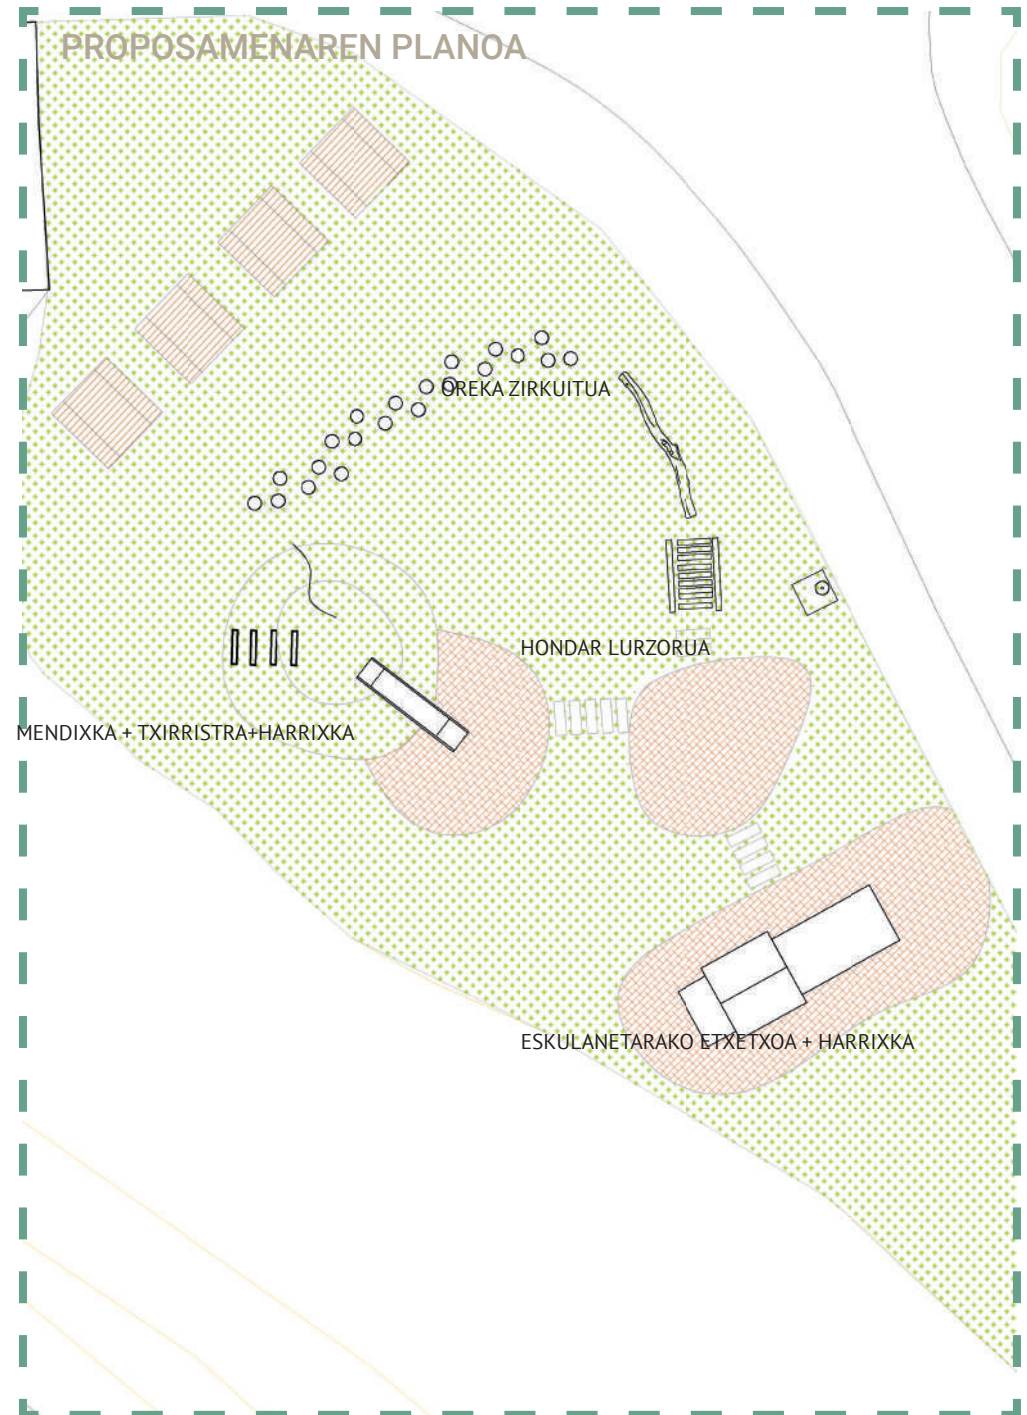 PROPOSAMENAREN PLANOA
OREKA ZIRKUITUA
HONDAR LURZORUA
MENDIXKA + TXIRRISTRA+HARRIXKA
ESKULANETARAKO ETXETXOA + HARRIXKA